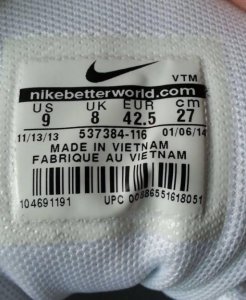 VTM
nikebetterworld.com
US UK EUR cm
9 8 42.5 27
11/13/13 537384-116 01/06/14
MADE IN VIETNAM
FABRIQUE AU VIETNAM
104691191 UPC 00886551618051